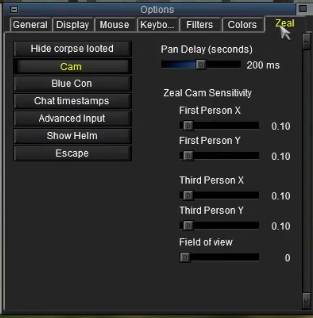 Options
General Display Mouse Keybo... Filters Colors Zeal
Hide corpse looted
Cam
Blue Con
Chat timestamps
Advanced Input
Show Helm
Escape
Pan Delay (seconds)
200 ms
Zeal Cam Sensitivity
First Person X
0.10
First Person Y
0.10
Third Person X
0.10
Third Person Y
0.10
Field of view
0